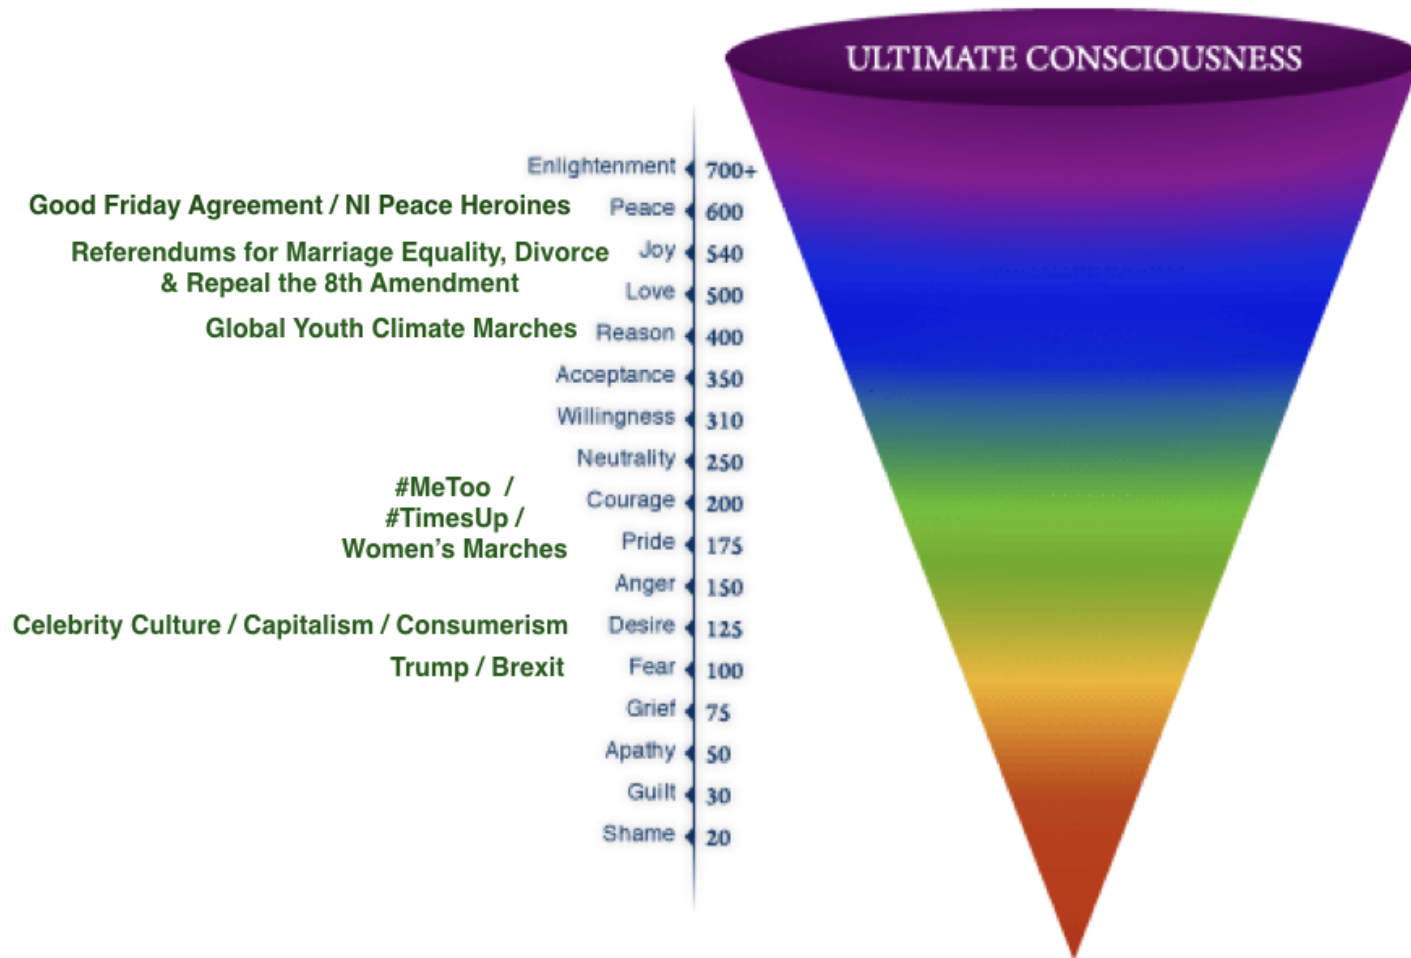 ULTIMATE CONSCIOUSNESS
Enlightenment 700+
Good Friday Agreement / NI Peace Heroines Peace 600
Referendums for Marriage Equality, Divorce Joy 540
& Repeal the 8th Amendment Love 500
Global Youth Climate Marches Reason 400
Acceptance 350
Willingness 310
Neutrality 250
#MeToo /
Courage 200
#TimesUp /
Women’s Marches Pride 175
Anger 150
Celebrity Culture / Capitalism / Consumerism Desire 125
Trump / Brexit Fear 100
Grief 75
Apathy 50
Guilt 30
Shame 20